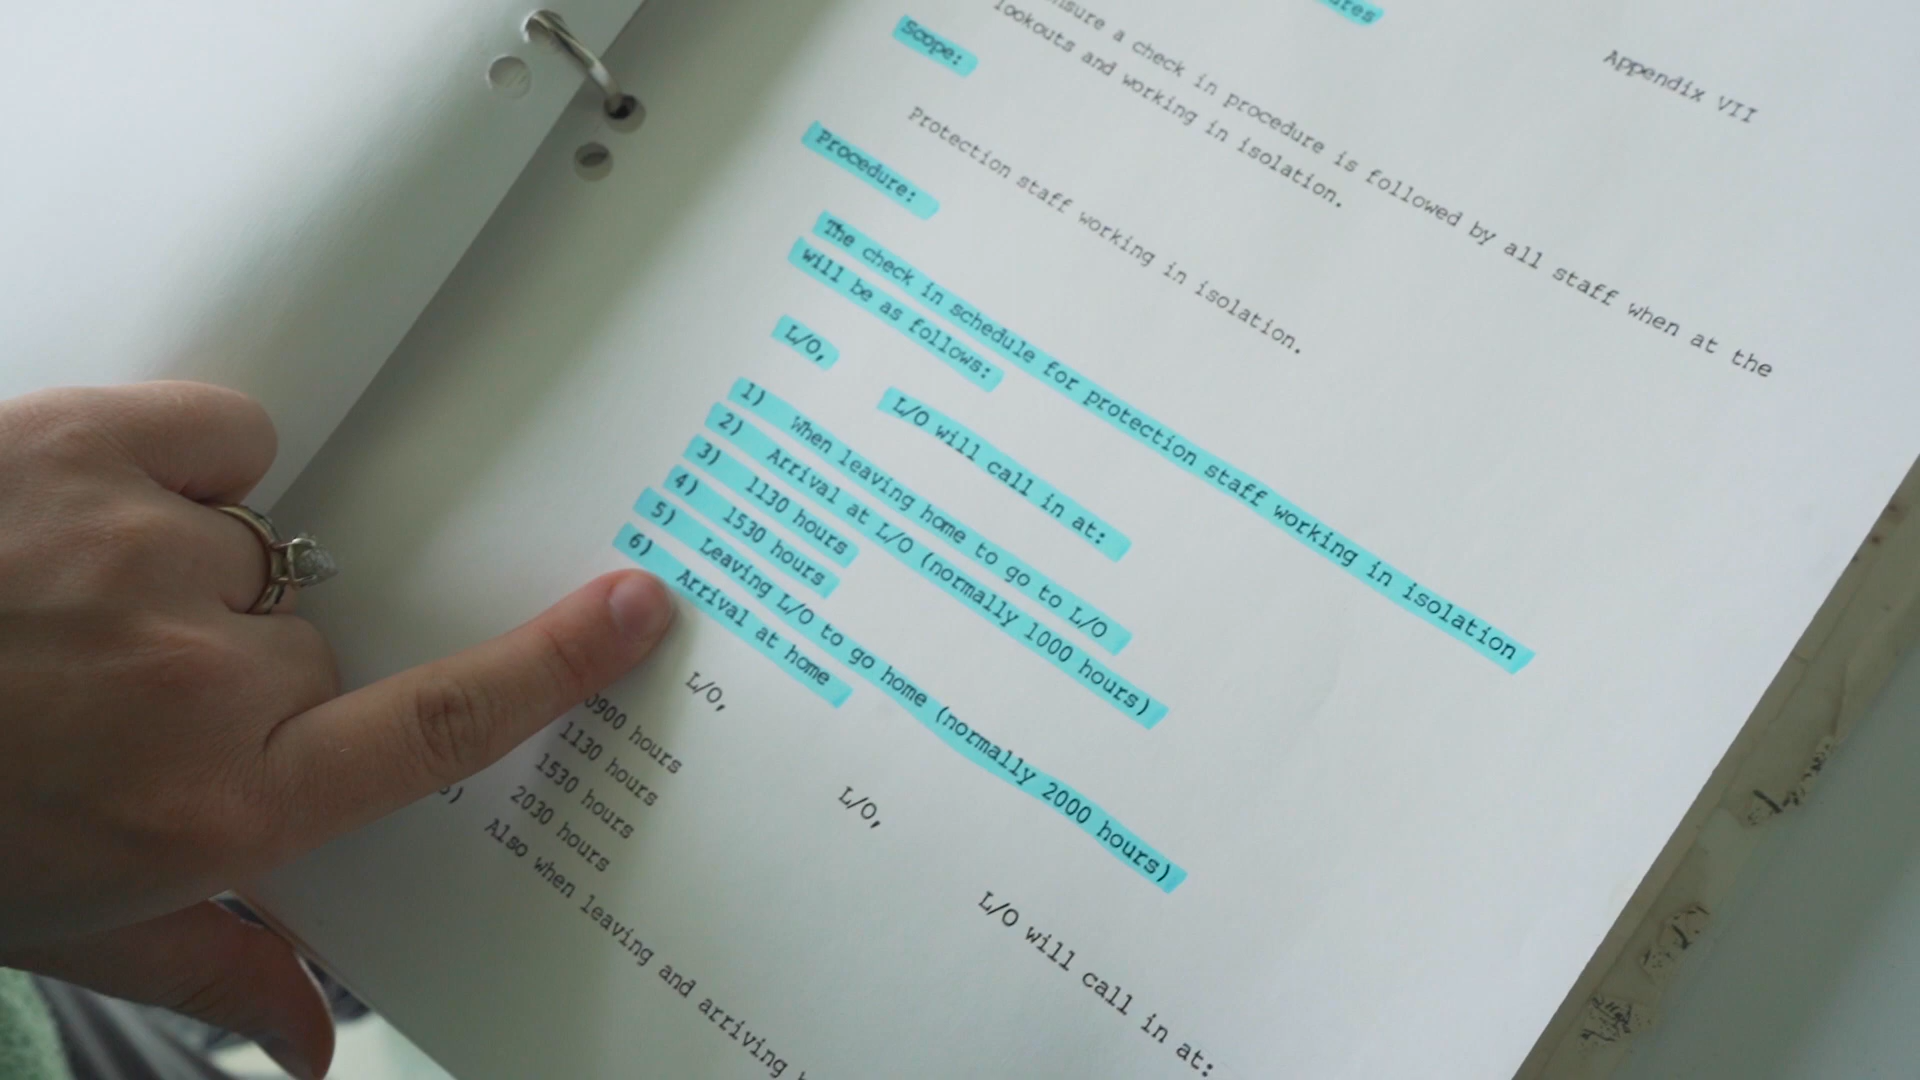 Appendix VII
ensure a check in procedure is followed by all staff when at the
lookouts and working in isolation.
Scope:
Protection staff working in isolation.
Procedure:
The check in schedule for protection staff working in isolation
will be as follows:
L/O,
L/O will call in at:
1) When leaving home to go to L/O
2) Arrival at L/O (normally 1000 hours)
3) 1130 hours
4) 1530 hours
5) Leaving L/O to go home (normally 2000 hours)
6) Arrival at home
L/O,
L/O,
L/O will call in at:
0900 hours
1130 hours
1530 hours
2030 hours
Also when leaving and arriving